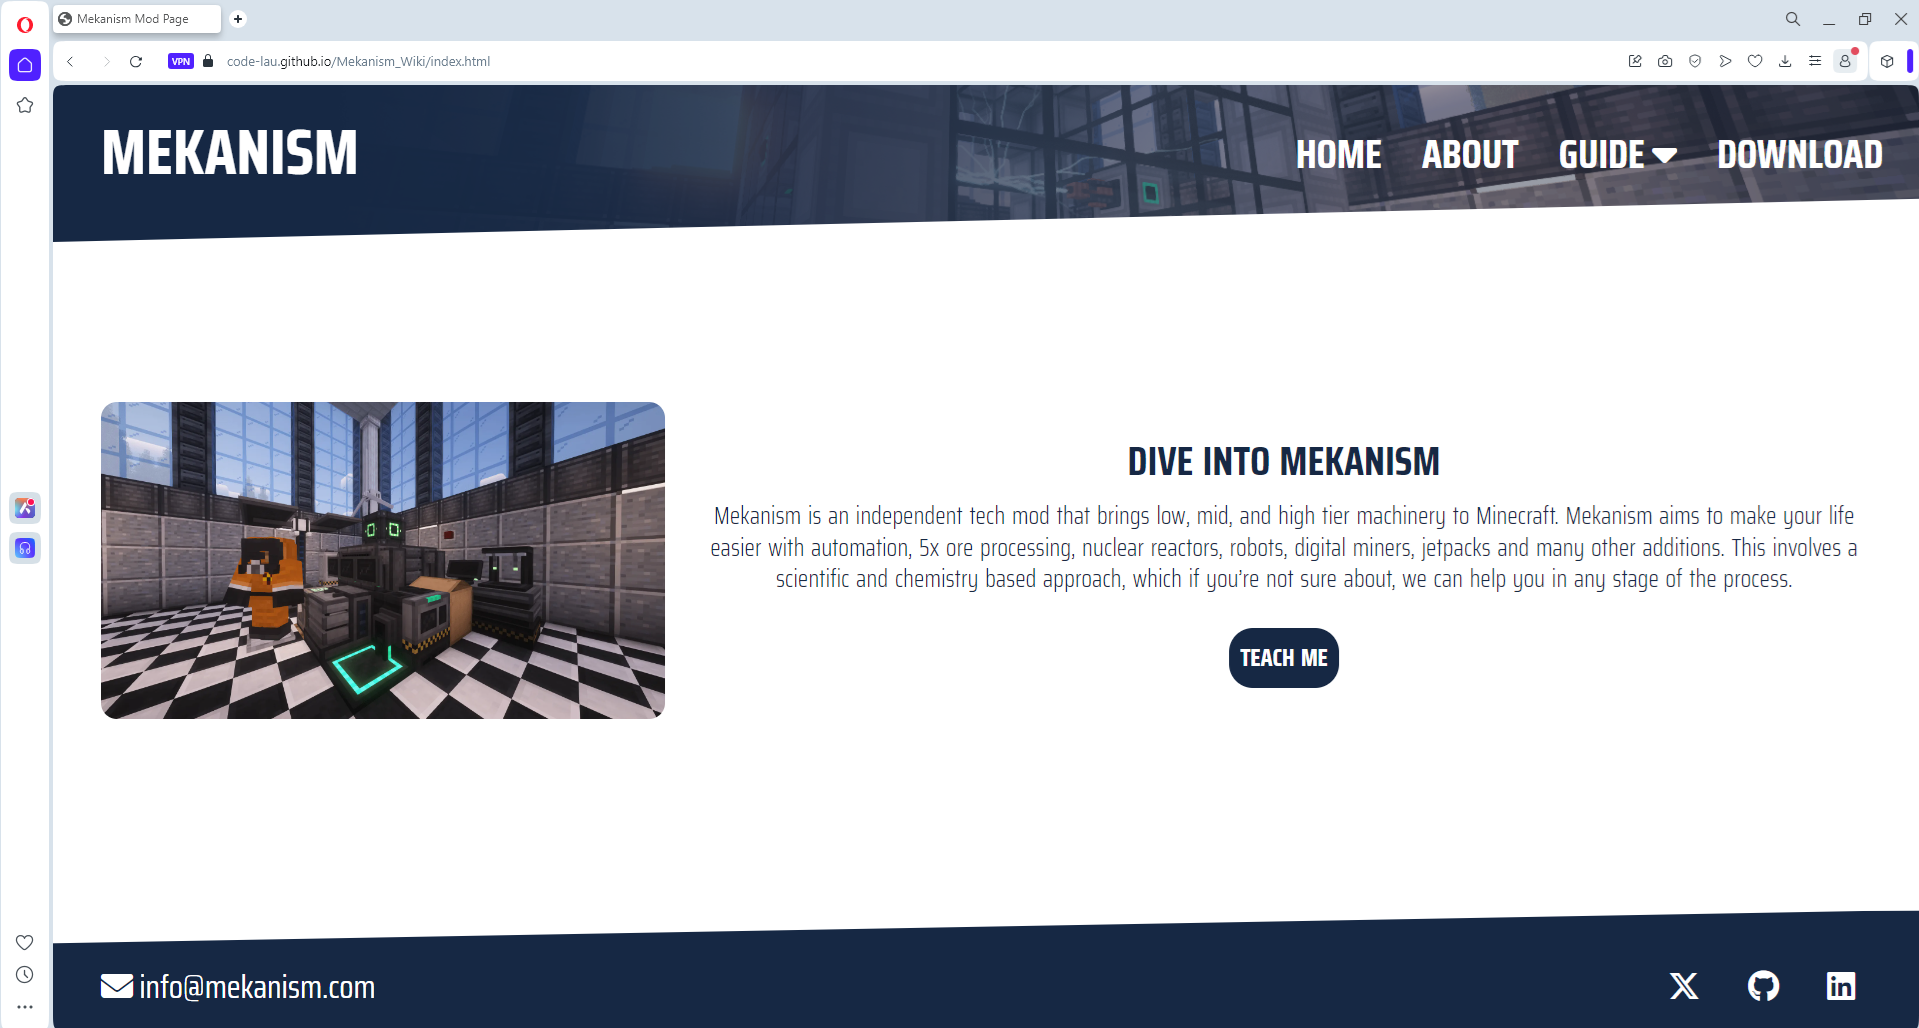 Mekanism Mod Page
VPN
code-lau.github.io/Mekanism_Wiki/index.html
MEKANISM
HOME
ABOUT
GUIDE
DOWNLOAD
DIVE INTO MEKANISM
Mekanism is an independent tech mod that brings low, mid, and high tier machinery to Minecraft. Mekanism aims to make your life
easier with automation, 5x ore processing, nuclear reactors, robots, digital miners, jetpacks and many other additions. This involves a
scientific and chemistry based approach, which if you’re not sure about, we can help you in any stage of the process.
TEACH ME
info@mekanism.com